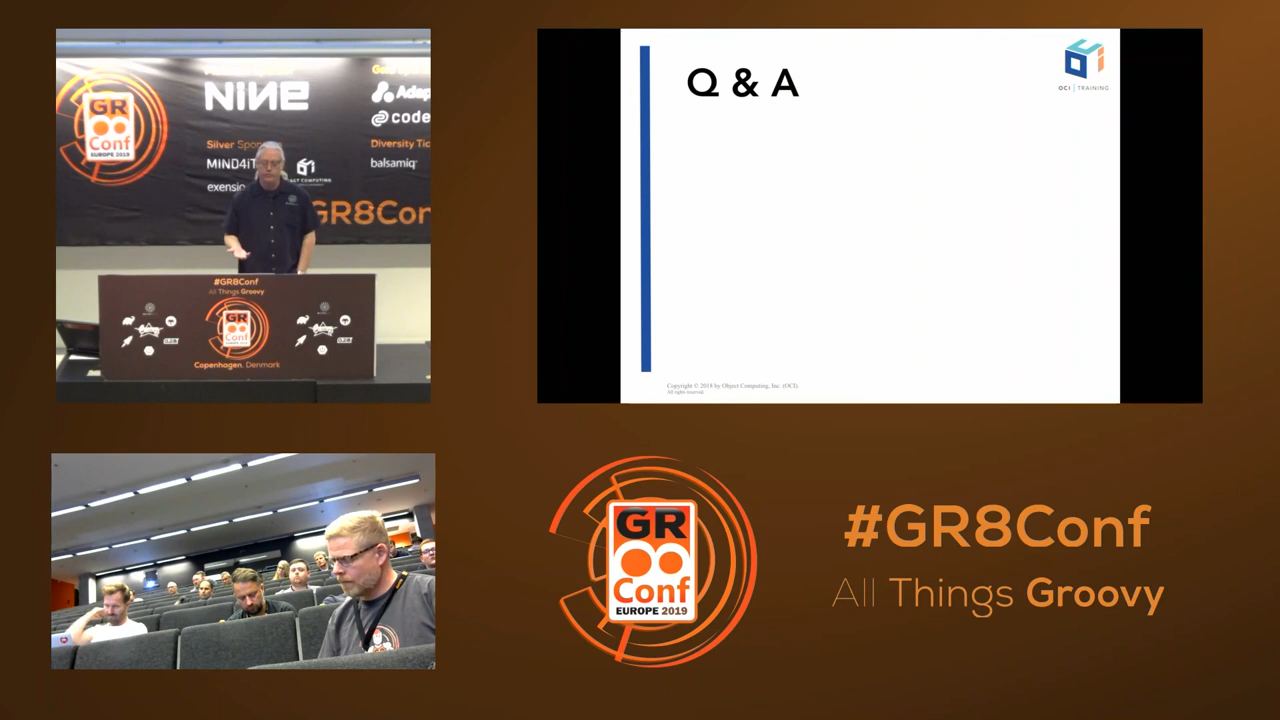 NINE
Adap
code
Silver Spon
Diversity Tic
MIND4IT
balsamiq
exensio
GR8Conf
GR
Conf
EUROPE 2019
#GR8Conf
All Things Groovy
GR
Conf
EUROPE 2019
Copenhagen, Denmark
Q & A
OCI | TRAINING
Copyright © 2018 by Object Computing, Inc. (OCI)
All rights reserved.
GR
Conf
EUROPE 2019
#GR8Conf
All Things Groovy